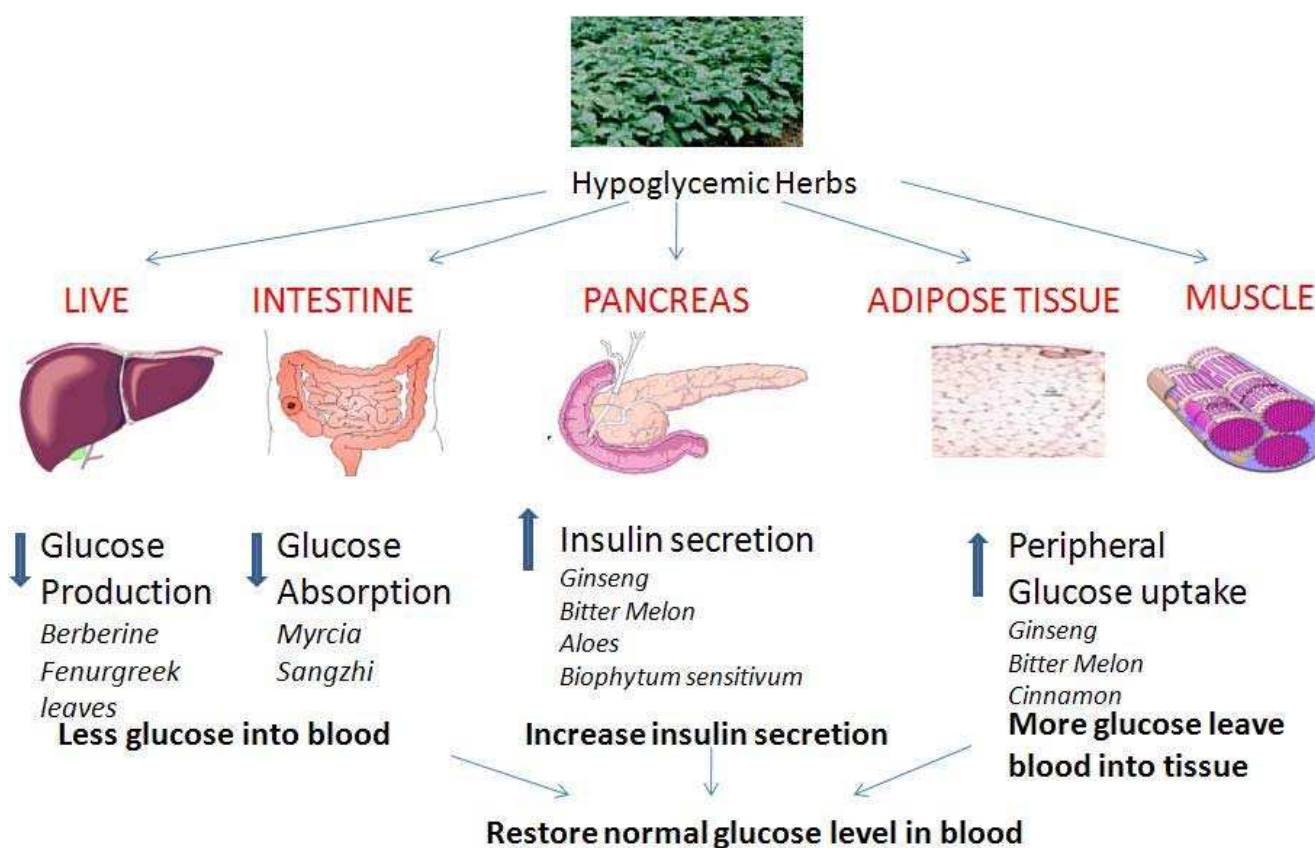 Hypoglycemic Herbs
LIVE
INTESTINE
PANCREAS
ADIPOSE TISSUE
MUSCLE
Glucose
Production
Berberine
Fenurgreek
leaves
Glucose
Absorption
Myrcia
Sangzhi
Less glucose into blood
Insulin secretion
Ginseng
Bitter Melon
Aloes
Biophytum sensitivum
Increase insulin secretion
Peripheral
Glucose uptake
Ginseng
Bitter Melon
Cinnamon
More glucose leave
blood into tissue
Restore normal glucose level in blood